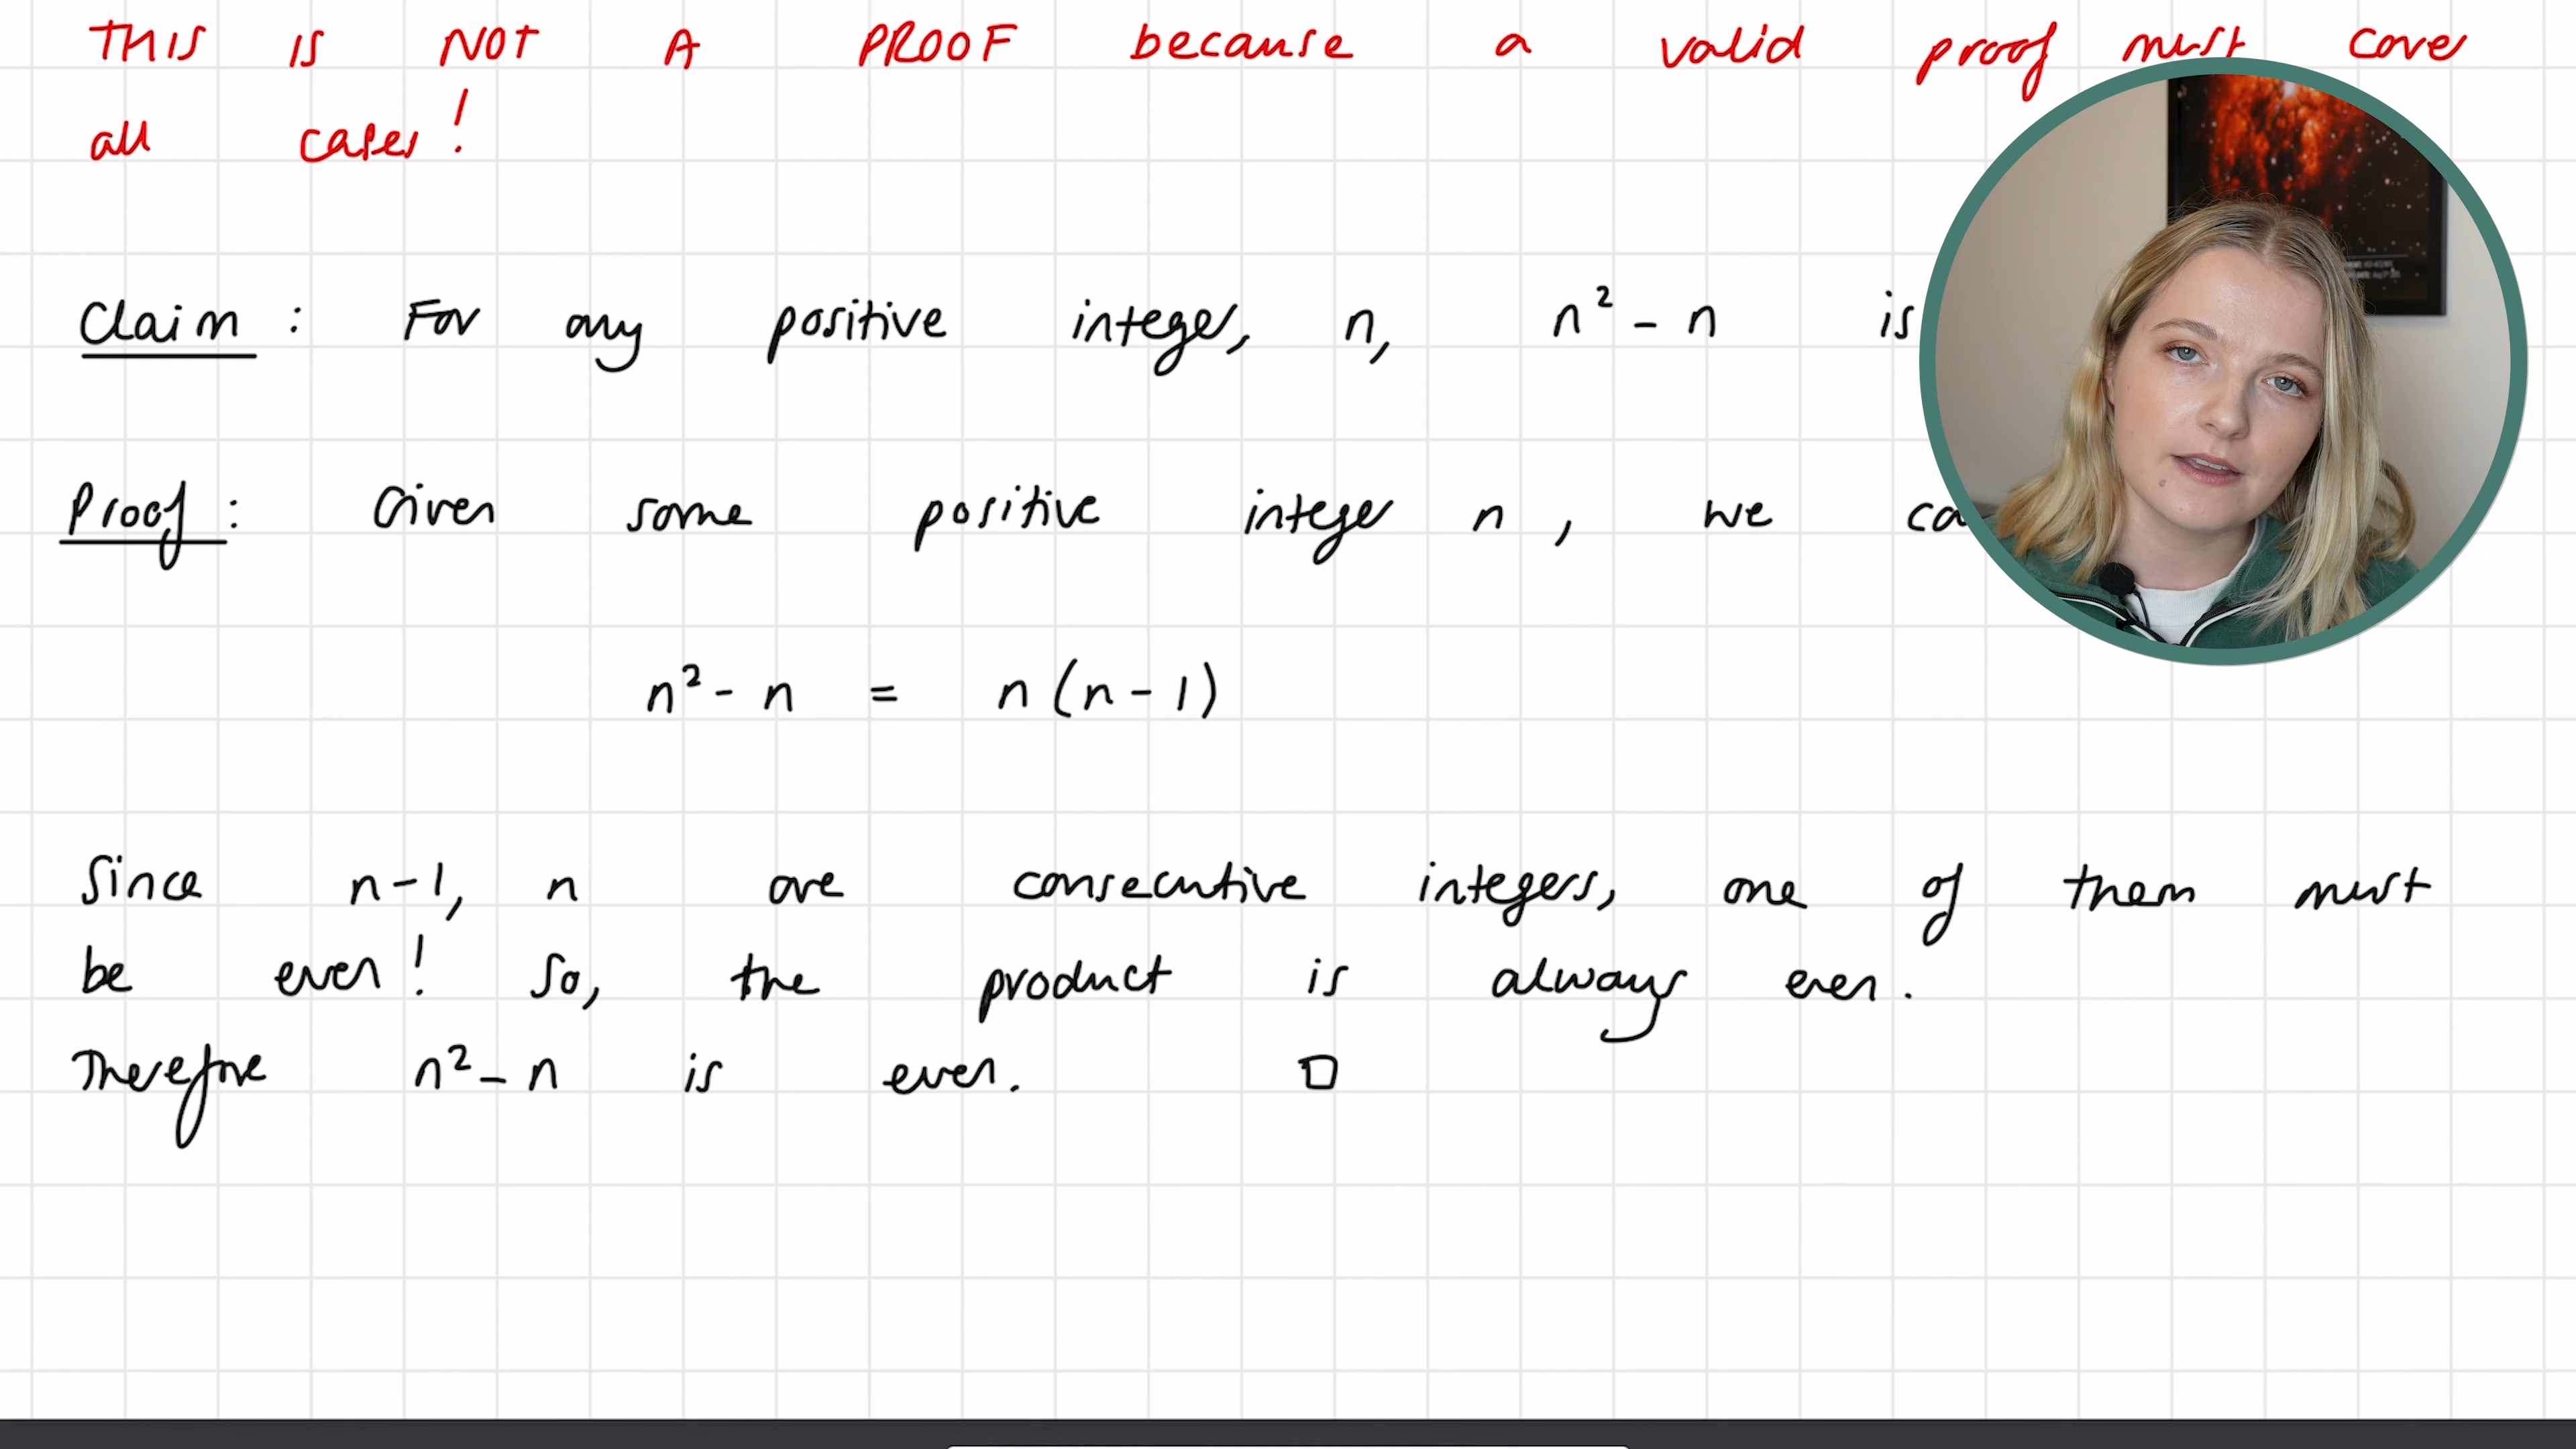 THIS IS NOT A PROOF because a valid proof must cover
all cases!
Claim: For any positive integer, n, n² - n is
Proof: Given some positive integer n, we
n² - n = n(n-1)
Since n-1, n are consecutive integers, one of them must
be even! So, the product is always even.
Therefore n² - n is even. □